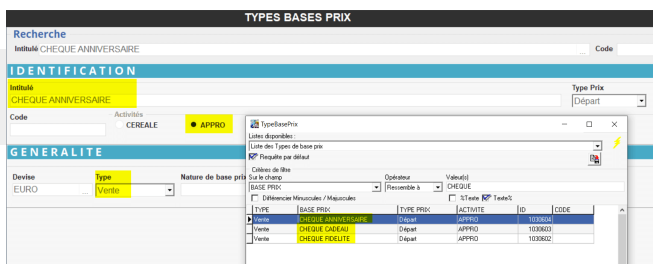 TYPES BASES PRIX
Recherche
Intitulé CHEQUE ANNIVERSAIRE ... Code
IDENTIFICATION
Intitulé Type Prix
CHEQUE ANNIVERSAIRE Départ
Code Activités
CEREALE APPRO
GENERALITE
Devise Type Nature de base prix
EURO ... Vente
TypeBasePrix
Listes disponibles :
Liste des Types de base prix
Requête par défaut
Critères de filtre
Sur le champ Opérateur Valeur(s)
BASE PRIX Ressemble à CHEQUE
Différencier Minuscules / Majuscules %Texte Texte%
TYPE BASE PRIX TYPE PRIX ACTIVITE ID CODE
Vente CHEQUE ANNIVERSAIRE Départ APPRO 1030604
Vente CHEQUE CADEAU Départ APPRO 1030603
Vente CHEQUE FIDELITE Départ APPRO 1030602